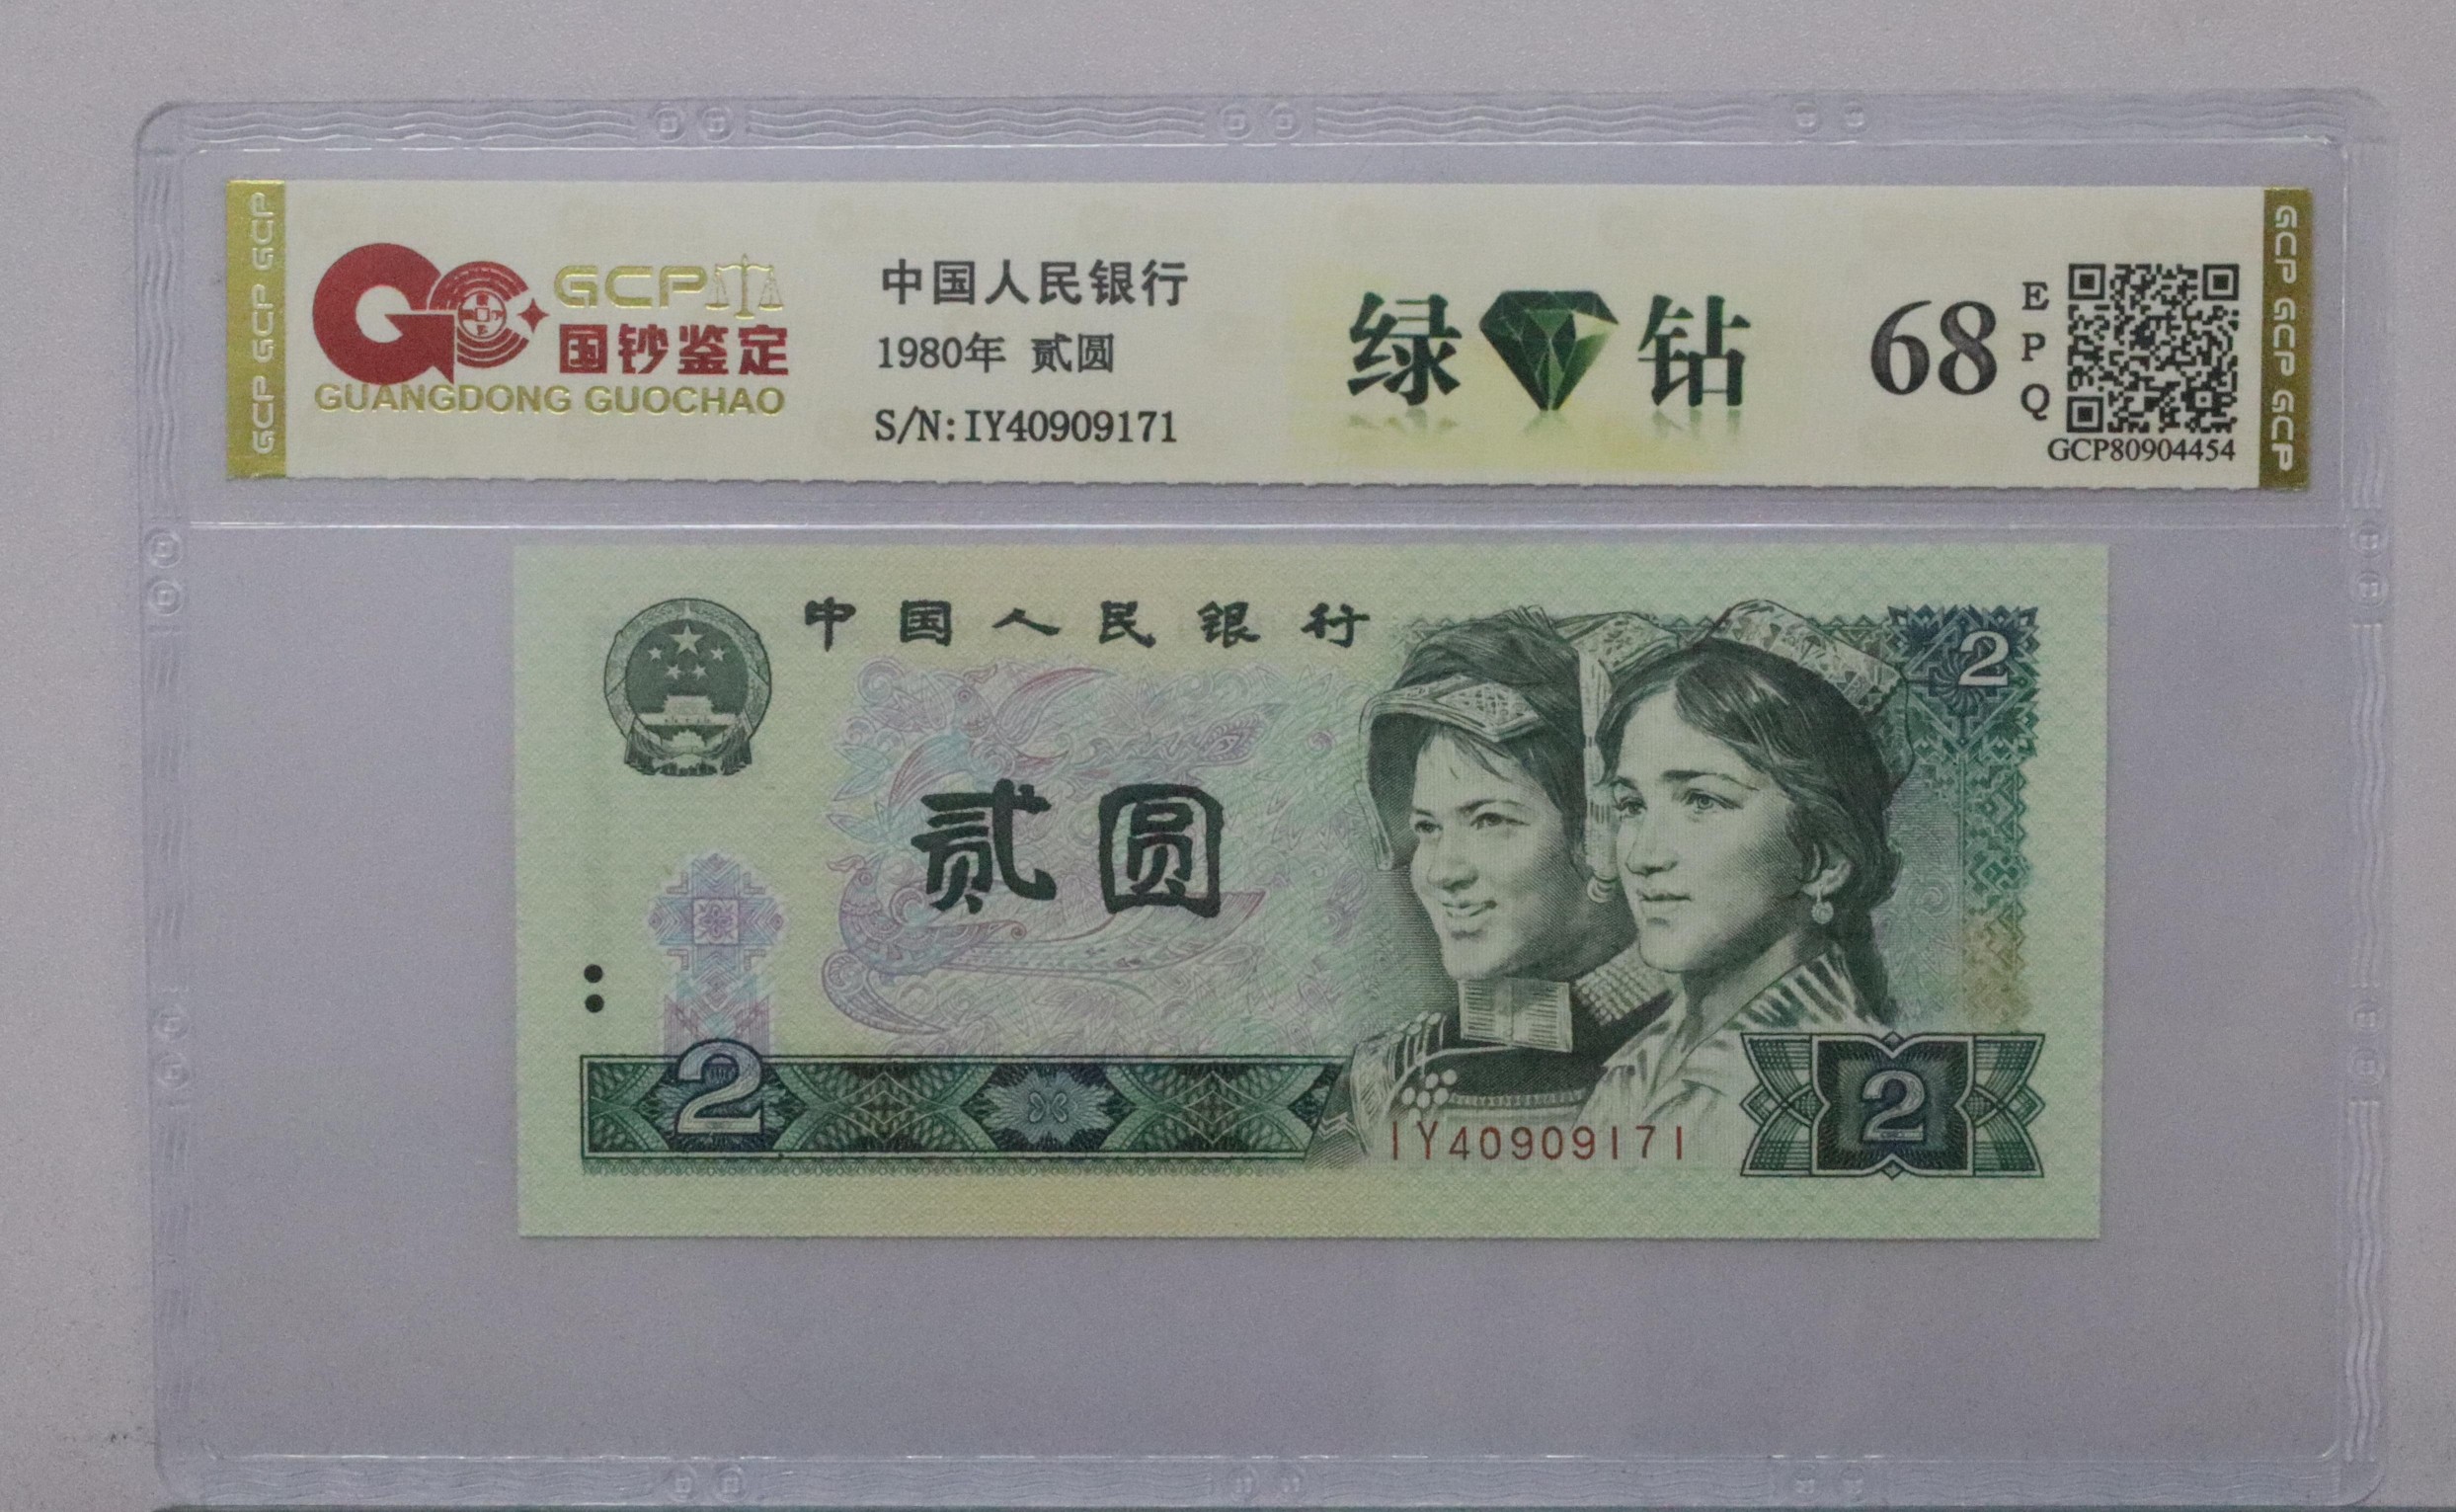 GCP GCP GCP
GCP
国钞鉴定
GUANGDONG GUOCHAO
中国人民银行
1980年 贰圆
S/N:IY40909171
绿 钻
68
E
P
Q
GCP80904454
GCP GCP GCP
中国人民银行
2
贰圆
2
IY40909171
2